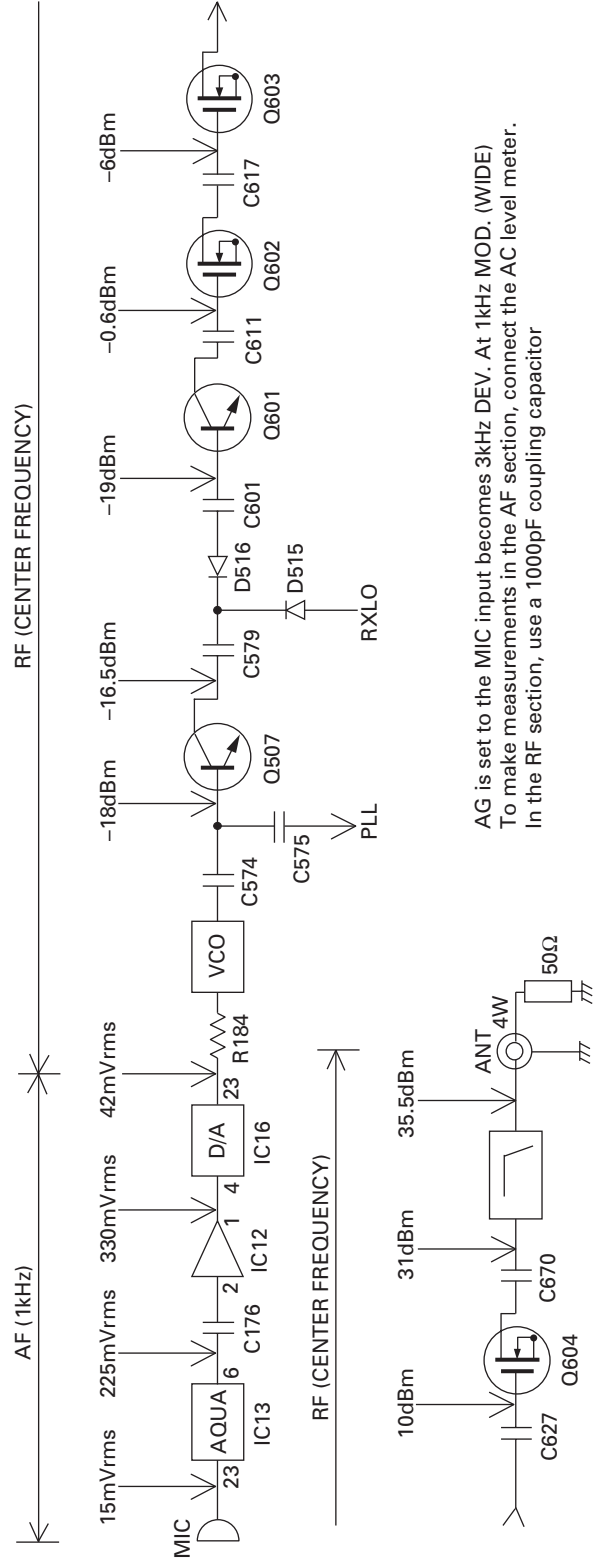 AF (1kHz)
RF (CENTER FREQUENCY)
15mVrms
225mVrms
330mVrms
42mVrms
–18dBm
–16.5dBm
–19dBm
–0.6dBm
–6dBm
MIC
23
AQUA
6
IC13
C176
2
1
IC12
4
D/A
23
IC16
R184
VCO
C574
C575
PLL
Q507
C579
D516
D515
RXLO
C601
Q601
C611
Q602
C617
Q603
RF (CENTER FREQUENCY)
10dBm
31dBm
35.5dBm
C627
Q604
C670
ANT
4W
50Ω
AG is set to the MIC input becomes 3kHz DEV. At 1kHz MOD. (WIDE)
To make measurements in the AF section, connect the AC level meter.
In the RF section, use a 1000pF coupling capacitor